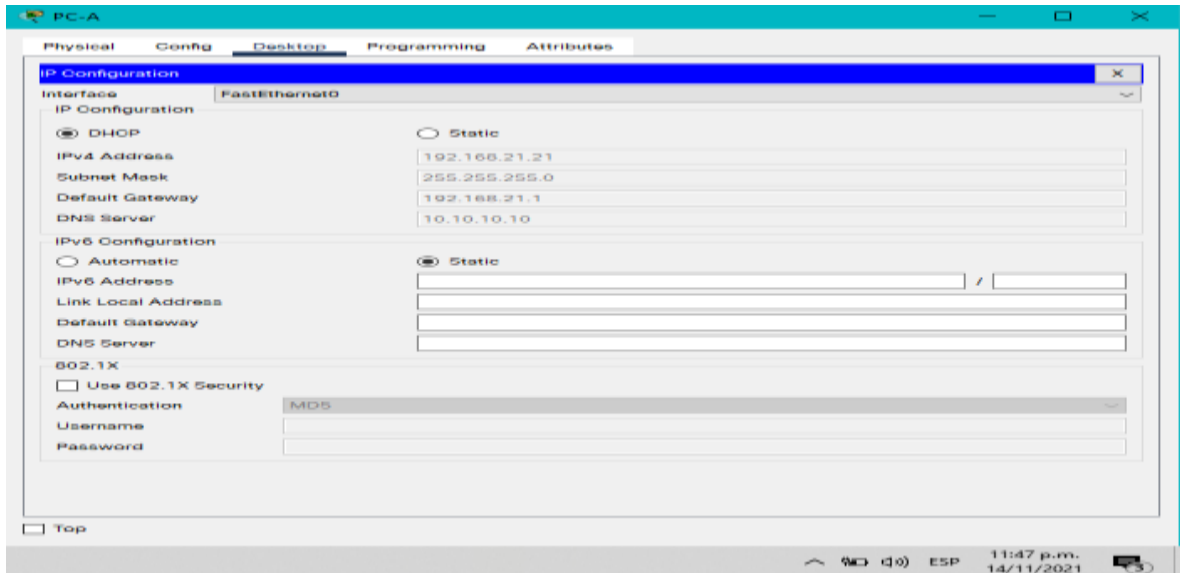 PC-A
Physical Config Desktop Programming Attributes
IP Configuration X
Interface FastEthernet0
IP Configuration
DHCP Static
IPv4 Address 192.168.21.21
Subnet Mask 255.255.255.0
Default Gateway 192.168.21.1
DNS Server 10.10.10.10
IPv6 Configuration
Automatic Static
IPv6 Address /
Link Local Address
Default Gateway
DNS Server
802.1X
Use 802.1X Security
Authentication MD5
Username
Password
Top
11:47 p.m.
ESP
14/11/2021
3